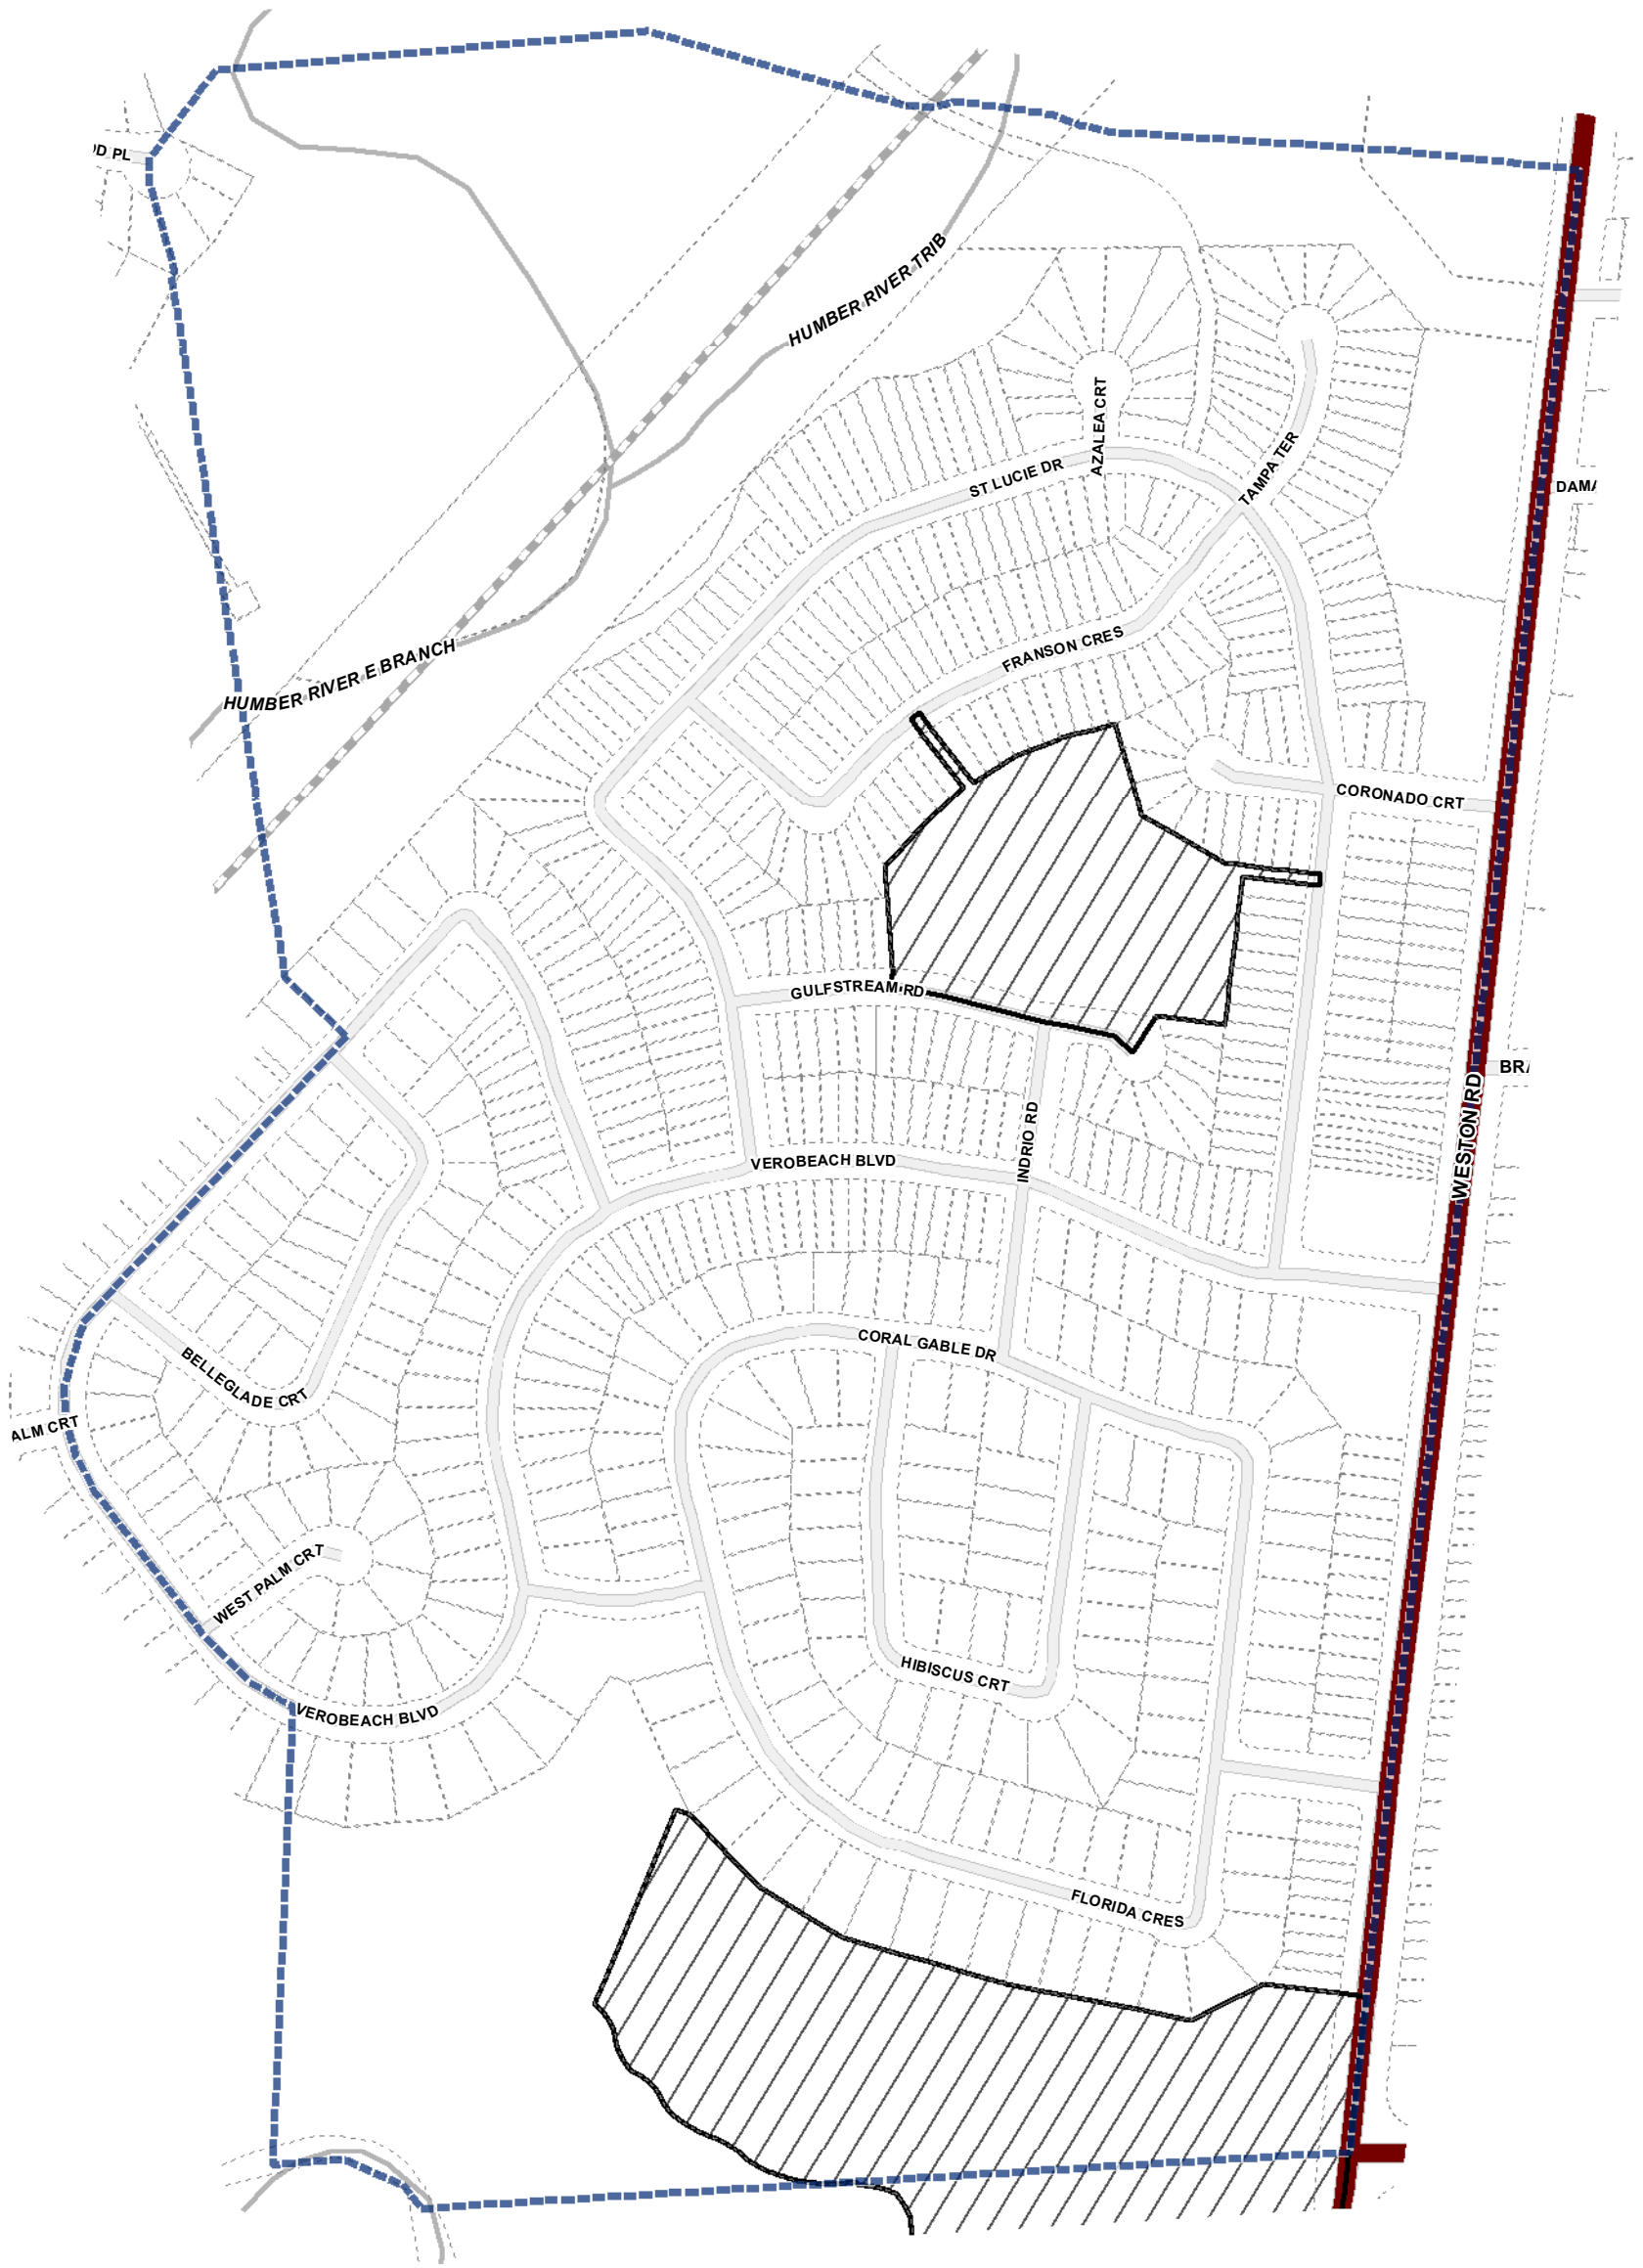 OD PL
HUMBER RIVER TRIB
AZALEA CRT
ST LUCIE DR
TAMPA TER
DAMA
FRANSON CRES
HUMBER RIVER E BRANCH
CORONADO CRT
GULFSTREAM RD
BRA
WESTON RD
INDRIO RD
VEROBEACH BLVD
CORAL GABLE DR
BELLEGLADE CRT
ALM CRT
WEST PALM CRT
HIBISCUS CRT
VEROBEACH BLVD
FLORIDA CRES